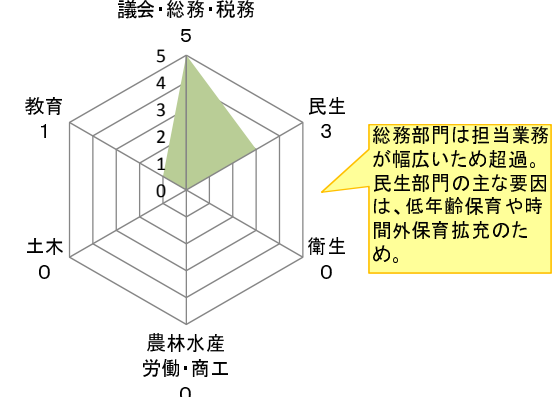 議会・総務・税務
5
5
4
3
2
1
0
教育
1
民生
3
総務部門は担当業務
が幅広いため超過。
民生部門の主な要因
は、低年齢保育や時
間外保育拡充のた
め。
土木
0
衛生
0
農林水産
労働・商工
0